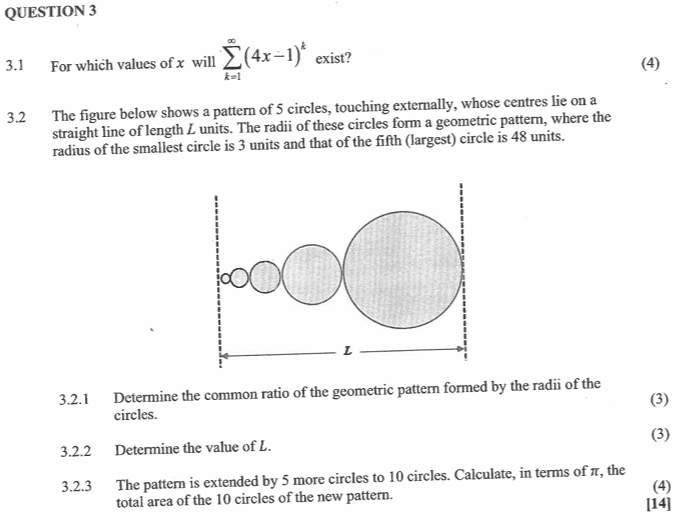 QUESTION 3
3.1 For which values of x will \sum_{k=1}^{\infty}(4x-1)^k exist? (4)
3.2 The figure below shows a pattern of 5 circles, touching externally, whose centres lie on a
straight line of length L units. The radii of these circles form a geometric pattern, where the
radius of the smallest circle is 3 units and that of the fifth (largest) circle is 48 units.
L
3.2.1 Determine the common ratio of the geometric pattern formed by the radii of the
circles. (3)
3.2.2 Determine the value of L. (3)
3.2.3 The pattern is extended by 5 more circles to 10 circles. Calculate, in terms of π, the
total area of the 10 circles of the new pattern. (4)
[14]